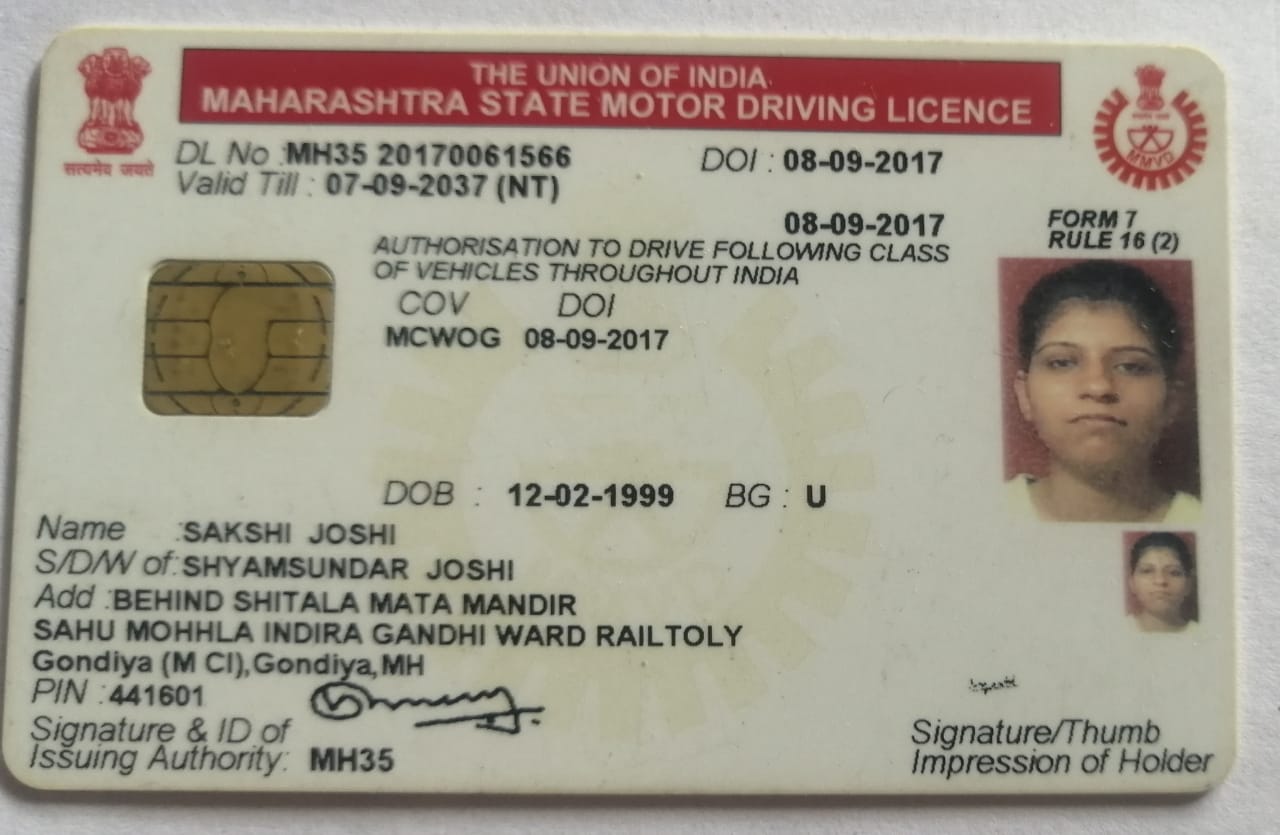 THE UNION OF INDIA
MAHARASHTRA STATE MOTOR DRIVING LICENCE
सत्यमेव जयते
MMVD
DL No :MH35 20170061566 DOI : 08-09-2017
Valid Till : 07-09-2037 (NT)
08-09-2017
FORM 7
RULE 16 (2)
AUTHORISATION TO DRIVE FOLLOWING CLASS
OF VEHICLES THROUGHOUT INDIA
COV DOI
MCWOG 08-09-2017
DOB : 12-02-1999 BG : U
Name :SAKSHI JOSHI
S/D/W of:SHYAMSUNDAR JOSHI
Add :BEHIND SHITALA MATA MANDIR
SAHU MOHHLA INDIRA GANDHI WARD RAILTOLY
Gondiya (M Cl),Gondiya,MH
PIN :441601
Signature & ID of
Issuing Authority: MH35
Signature/Thumb
Impression of Holder